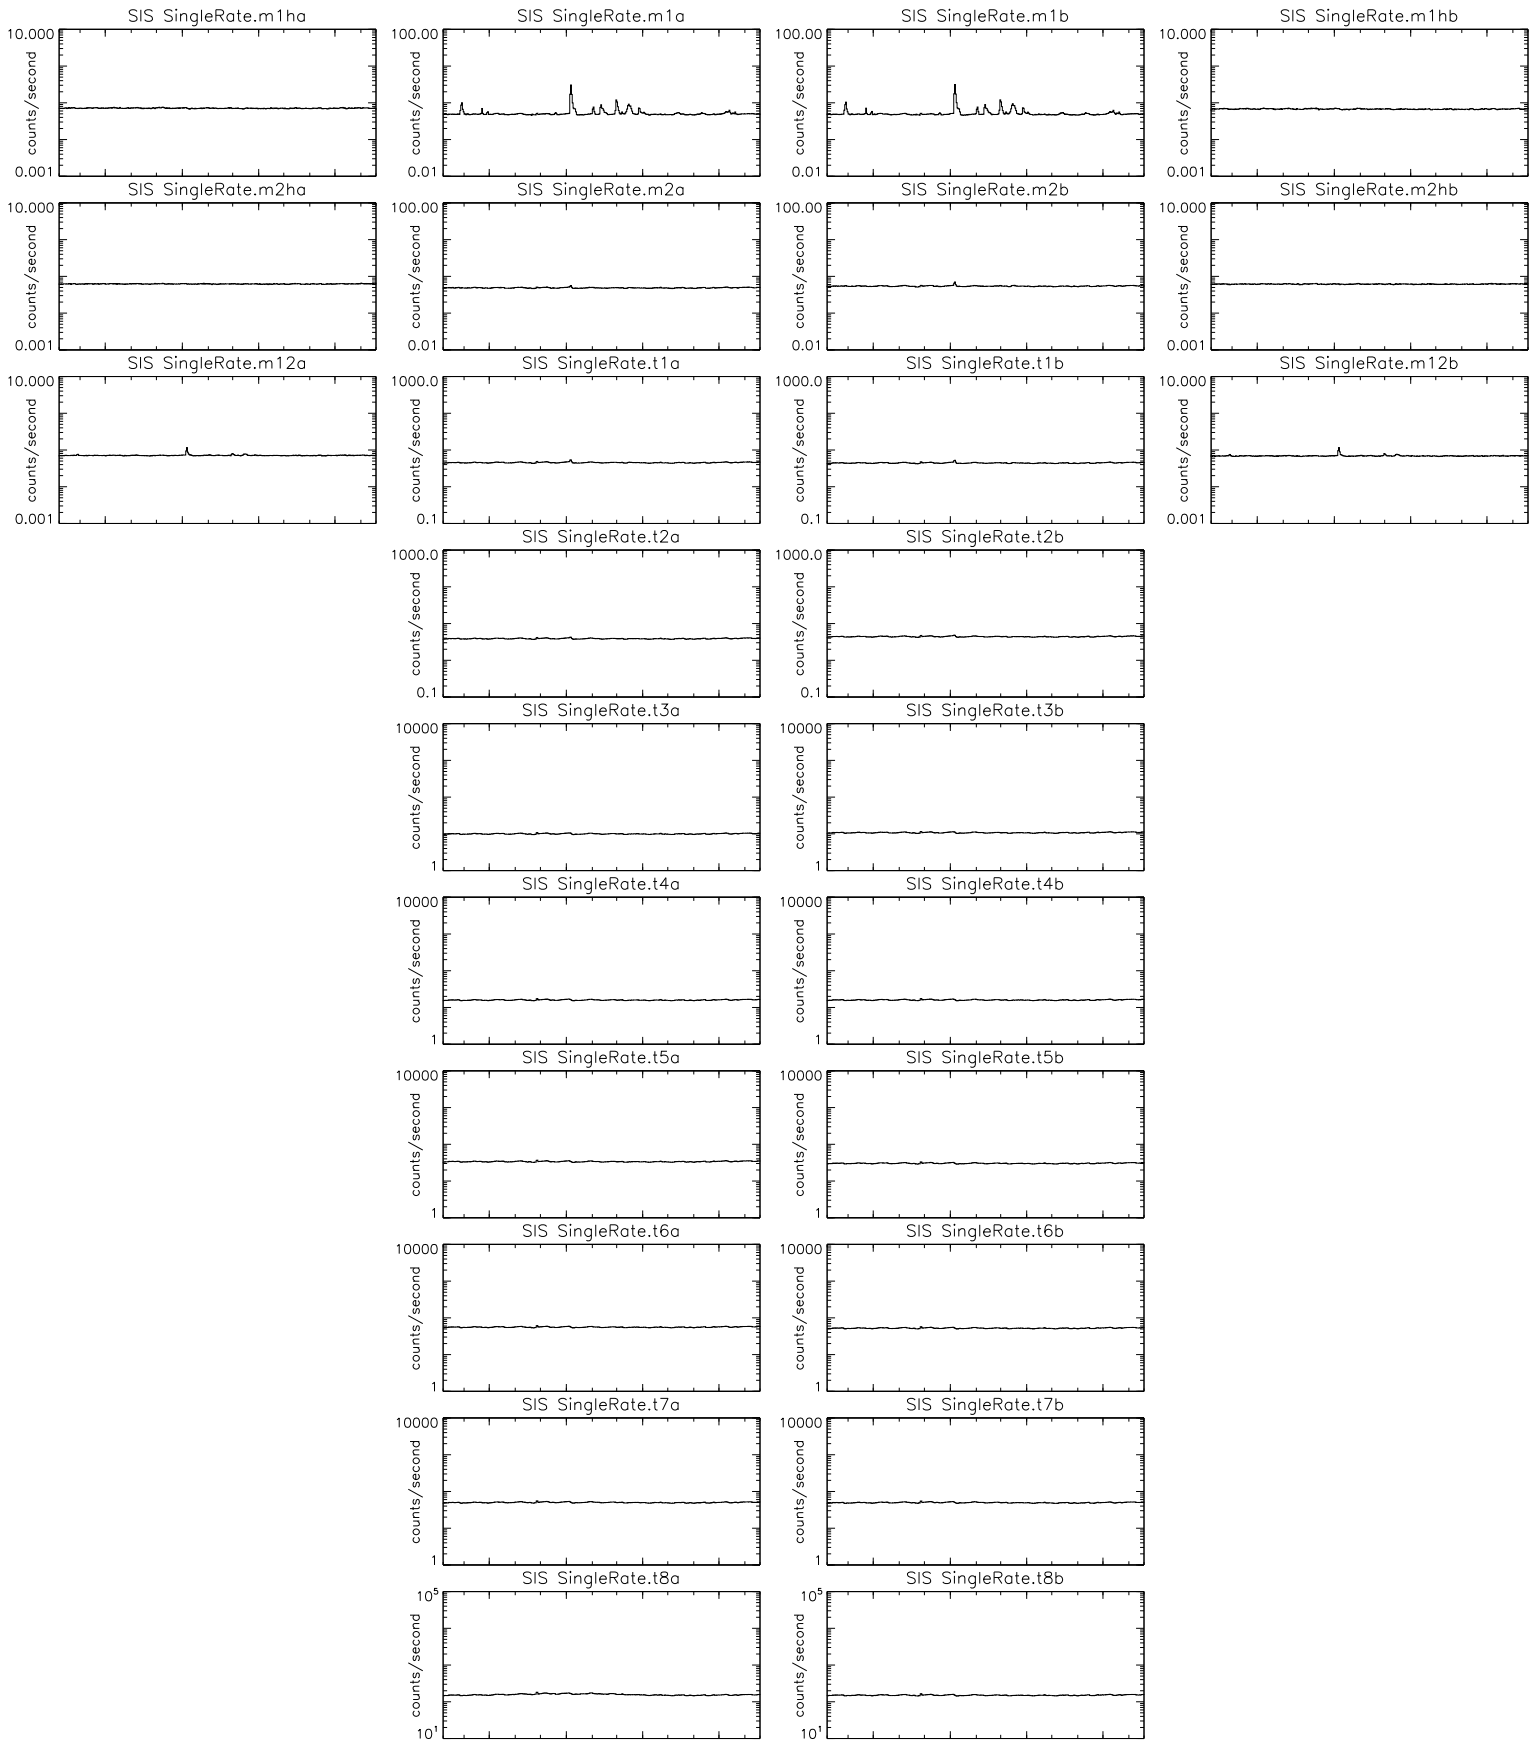 SIS SingleRate.m1ha
10.000
counts/second
0.001
SIS SingleRate.m1a
100.00
counts/second
0.01
SIS SingleRate.m1b
100.00
counts/second
0.01
SIS SingleRate.m1hb
10.000
counts/second
0.001
SIS SingleRate.m2ha
10.000
counts/second
0.001
SIS SingleRate.m2a
100.00
counts/second
0.01
SIS SingleRate.m2b
100.00
counts/second
0.01
SIS SingleRate.m2hb
10.000
counts/second
0.001
SIS SingleRate.m12a
10.000
counts/second
0.001
SIS SingleRate.t1a
1000.0
counts/second
0.1
SIS SingleRate.t1b
1000.0
counts/second
0.1
SIS SingleRate.m12b
10.000
counts/second
0.001
SIS SingleRate.t2a
1000.0
counts/second
0.1
SIS SingleRate.t2b
1000.0
counts/second
0.1
SIS SingleRate.t3a
10000
counts/second
1
SIS SingleRate.t3b
10000
counts/second
1
SIS SingleRate.t4a
10000
counts/second
1
SIS SingleRate.t4b
10000
counts/second
1
SIS SingleRate.t5a
10000
counts/second
1
SIS SingleRate.t5b
10000
counts/second
1
SIS SingleRate.t6a
10000
counts/second
1
SIS SingleRate.t6b
10000
counts/second
1
SIS SingleRate.t7a
10000
counts/second
1
SIS SingleRate.t7b
10000
counts/second
1
SIS SingleRate.t8a
10⁵
counts/second
10¹
SIS SingleRate.t8b
10⁵
counts/second
10¹